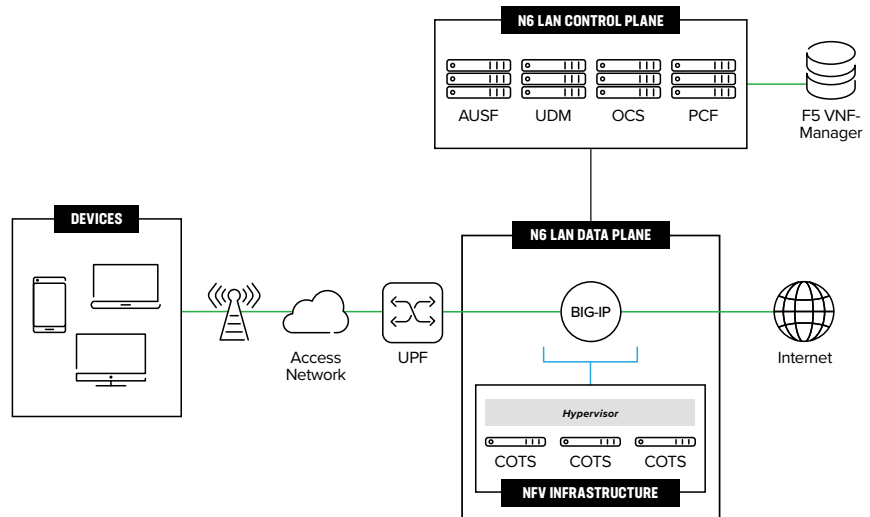 N6 LAN CONTROL PLANE
AUSF
UDM
OCS
PCF
F5 VNF-
Manager
DEVICES
N6 LAN DATA PLANE
BIG-IP
Access
Network
UPF
Internet
Hypervisor
COTS
COTS
COTS
NFV INFRASTRUCTURE